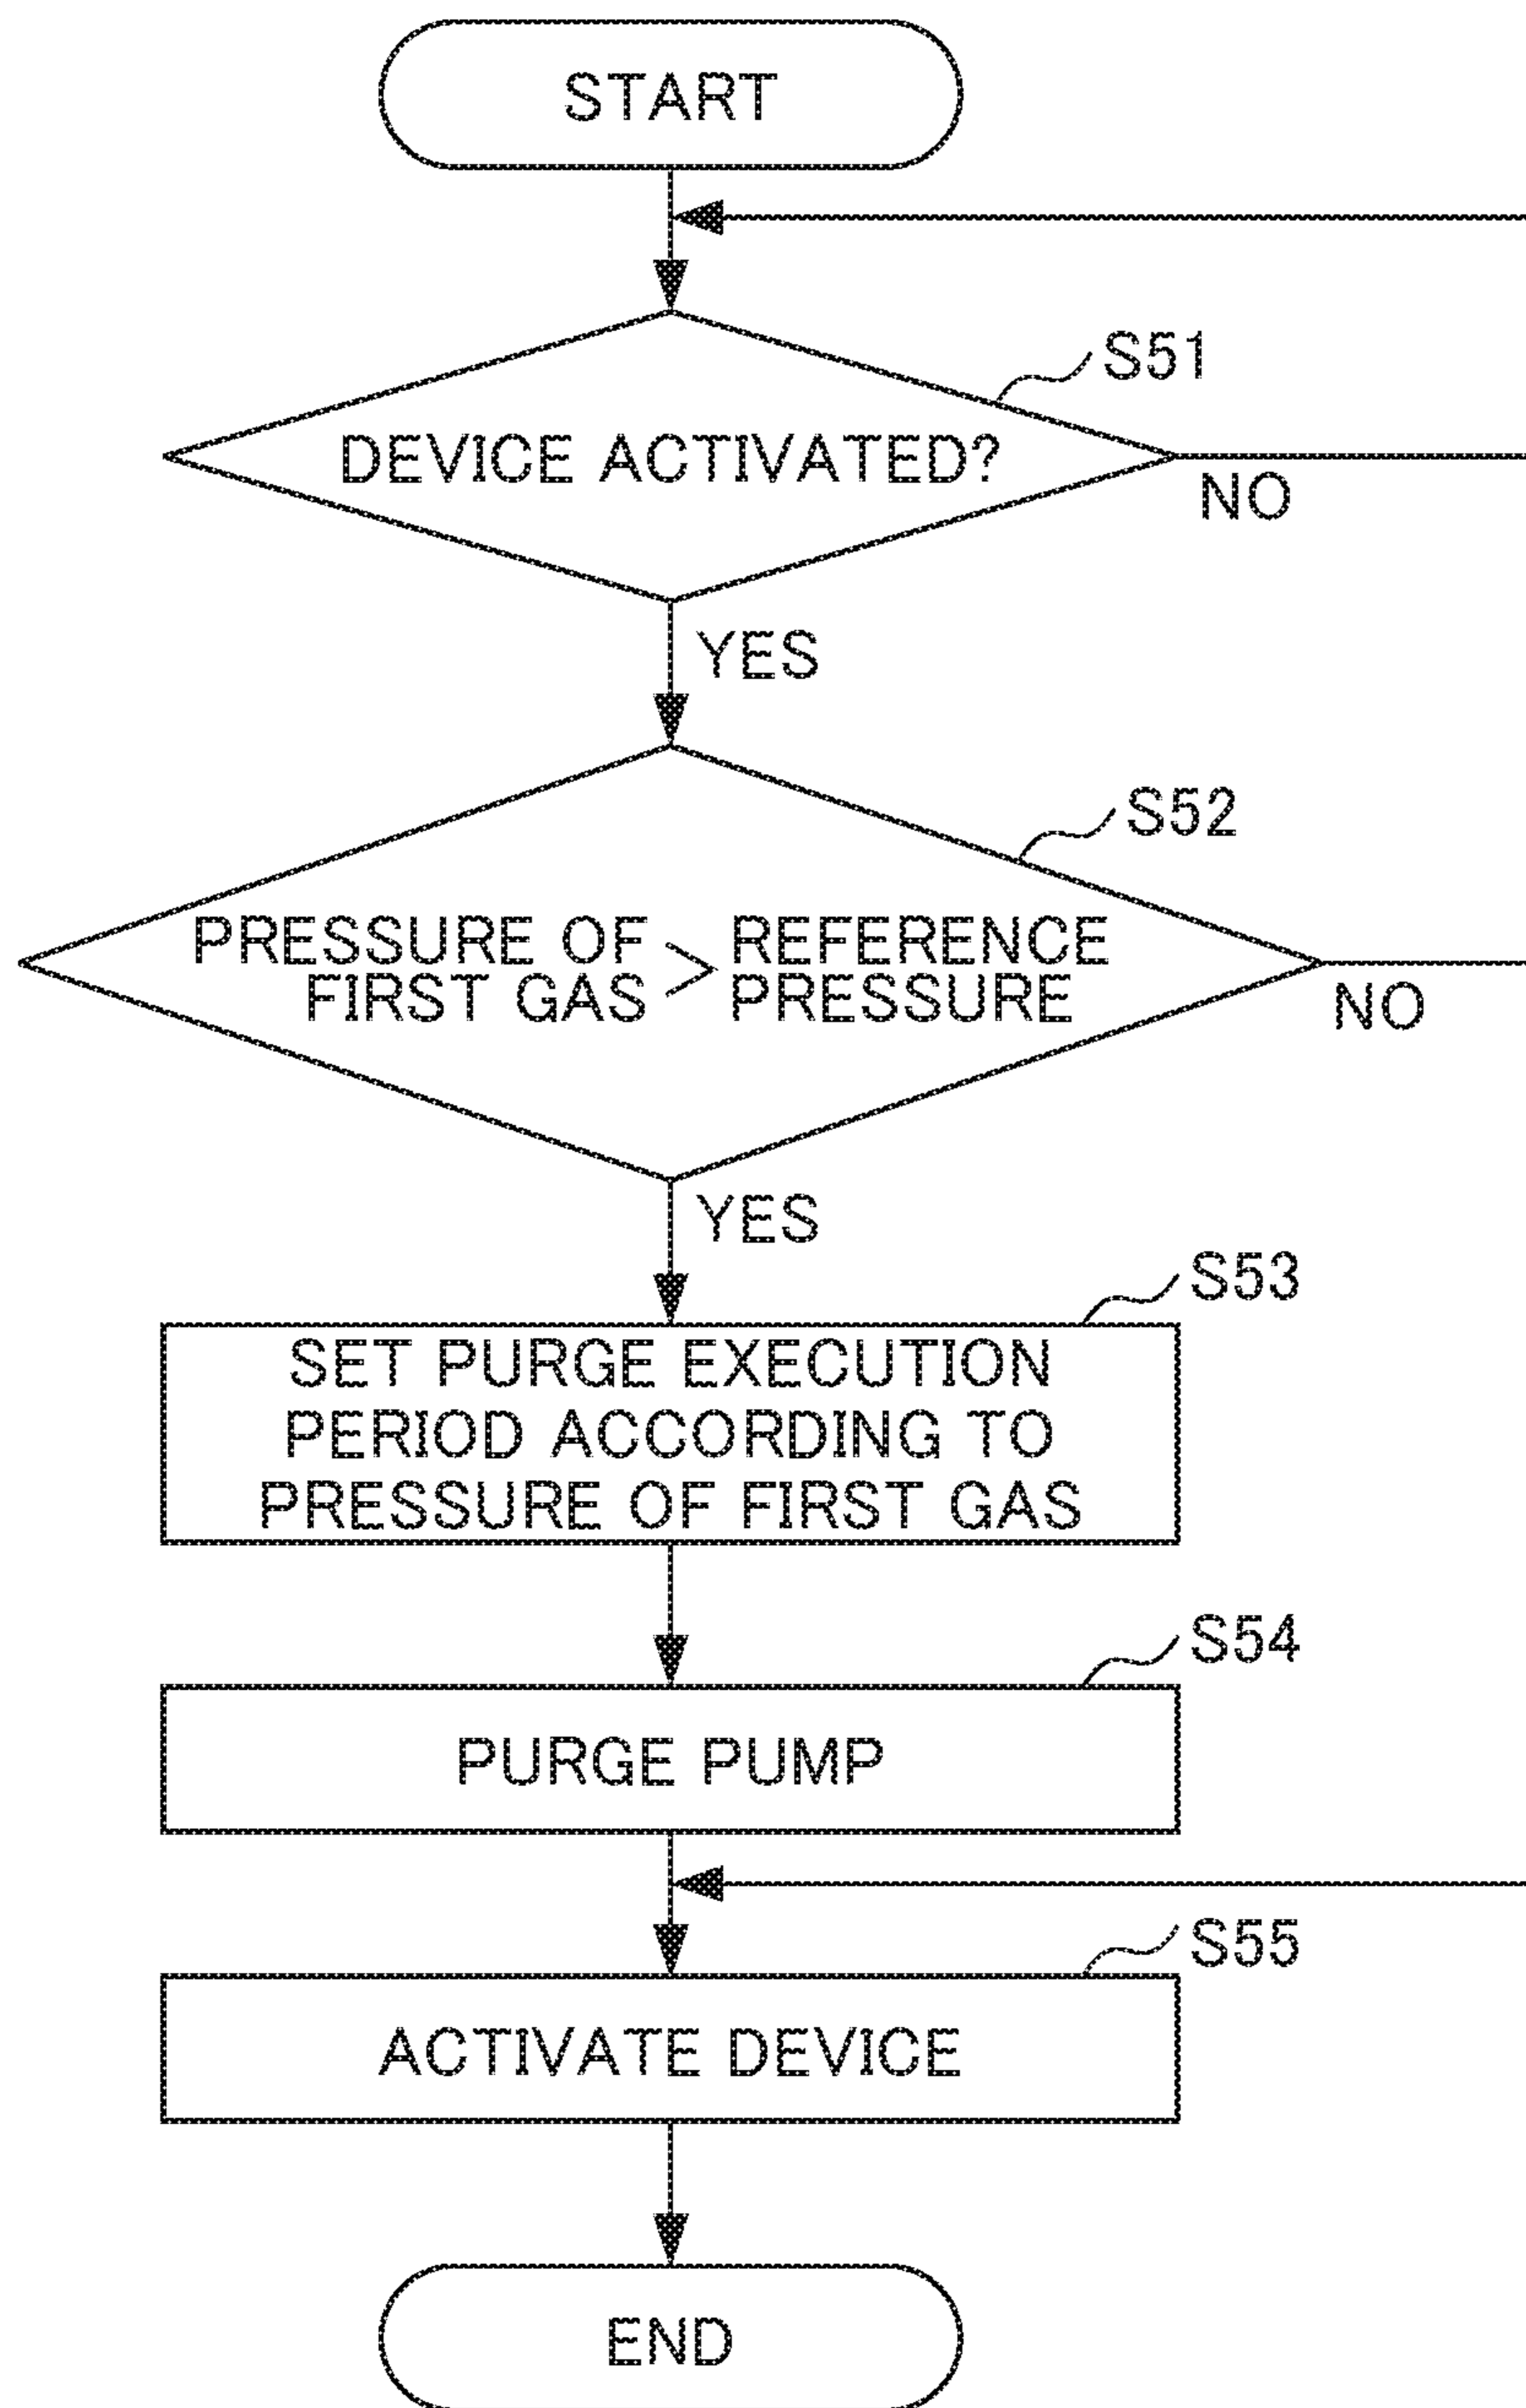 START
S51
DEVICE ACTIVATED?
NO
YES
S52
PRESSURE OF > REFERENCE
FIRST GAS PRESSURE
NO
YES
S53
SET PURGE EXECUTION
PERIOD ACCORDING TO
PRESSURE OF FIRST GAS
S54
PURGE PUMP
S55
ACTIVATE DEVICE
END